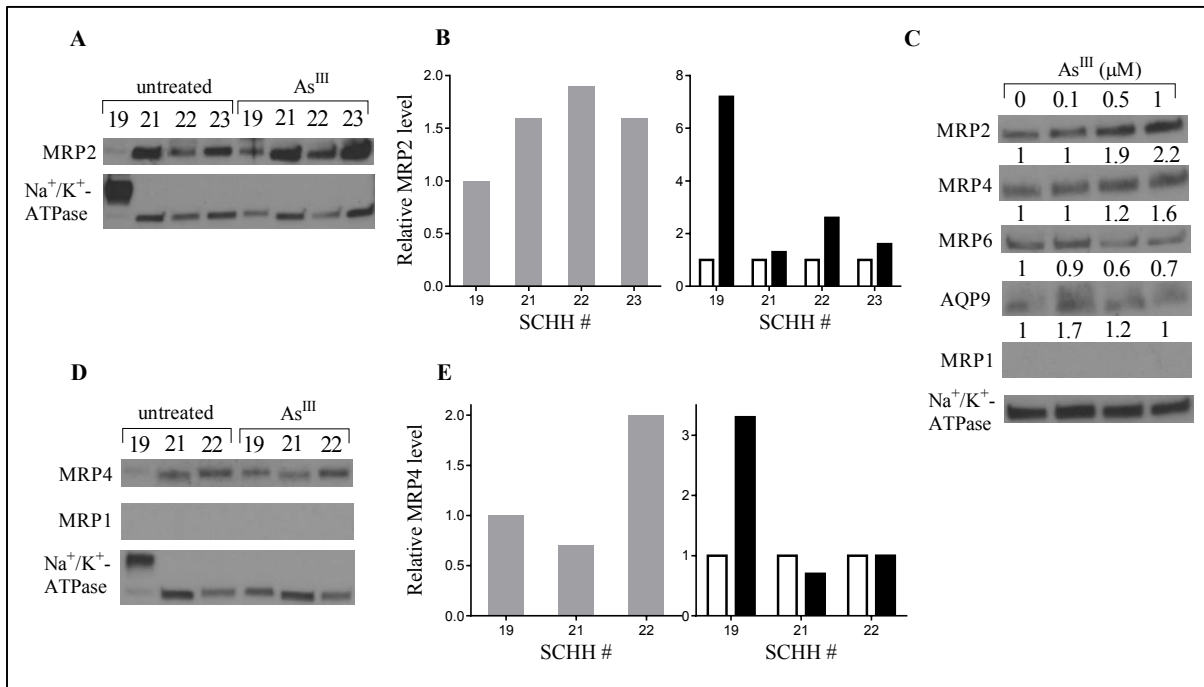 A
untreated
As^III
19 21 22 23 19 21 22 23
MRP2
Na⁺/K⁺-
ATPase
B
Relative MRP2 level
2.0
1.5
1.0
0.5
0.0
19 21 22 23
SCHH #
8
6
4
2
0
19 21 22 23
SCHH #
C
As^III (µM)
0 0.1 0.5 1
MRP2
1 1 1.9 2.2
MRP4
1 1 1.2 1.6
MRP6
1 0.9 0.6 0.7
AQP9
1 1.7 1.2 1
MRP1
Na⁺/K⁺-
ATPase
D
untreated
As^III
19 21 22 19 21 22
MRP4
MRP1
Na⁺/K⁺-
ATPase
E
Relative MRP4 level
2.0
1.5
1.0
0.5
0.0
19 21 22
SCHH #
3
2
1
0
19 21 22
SCHH #